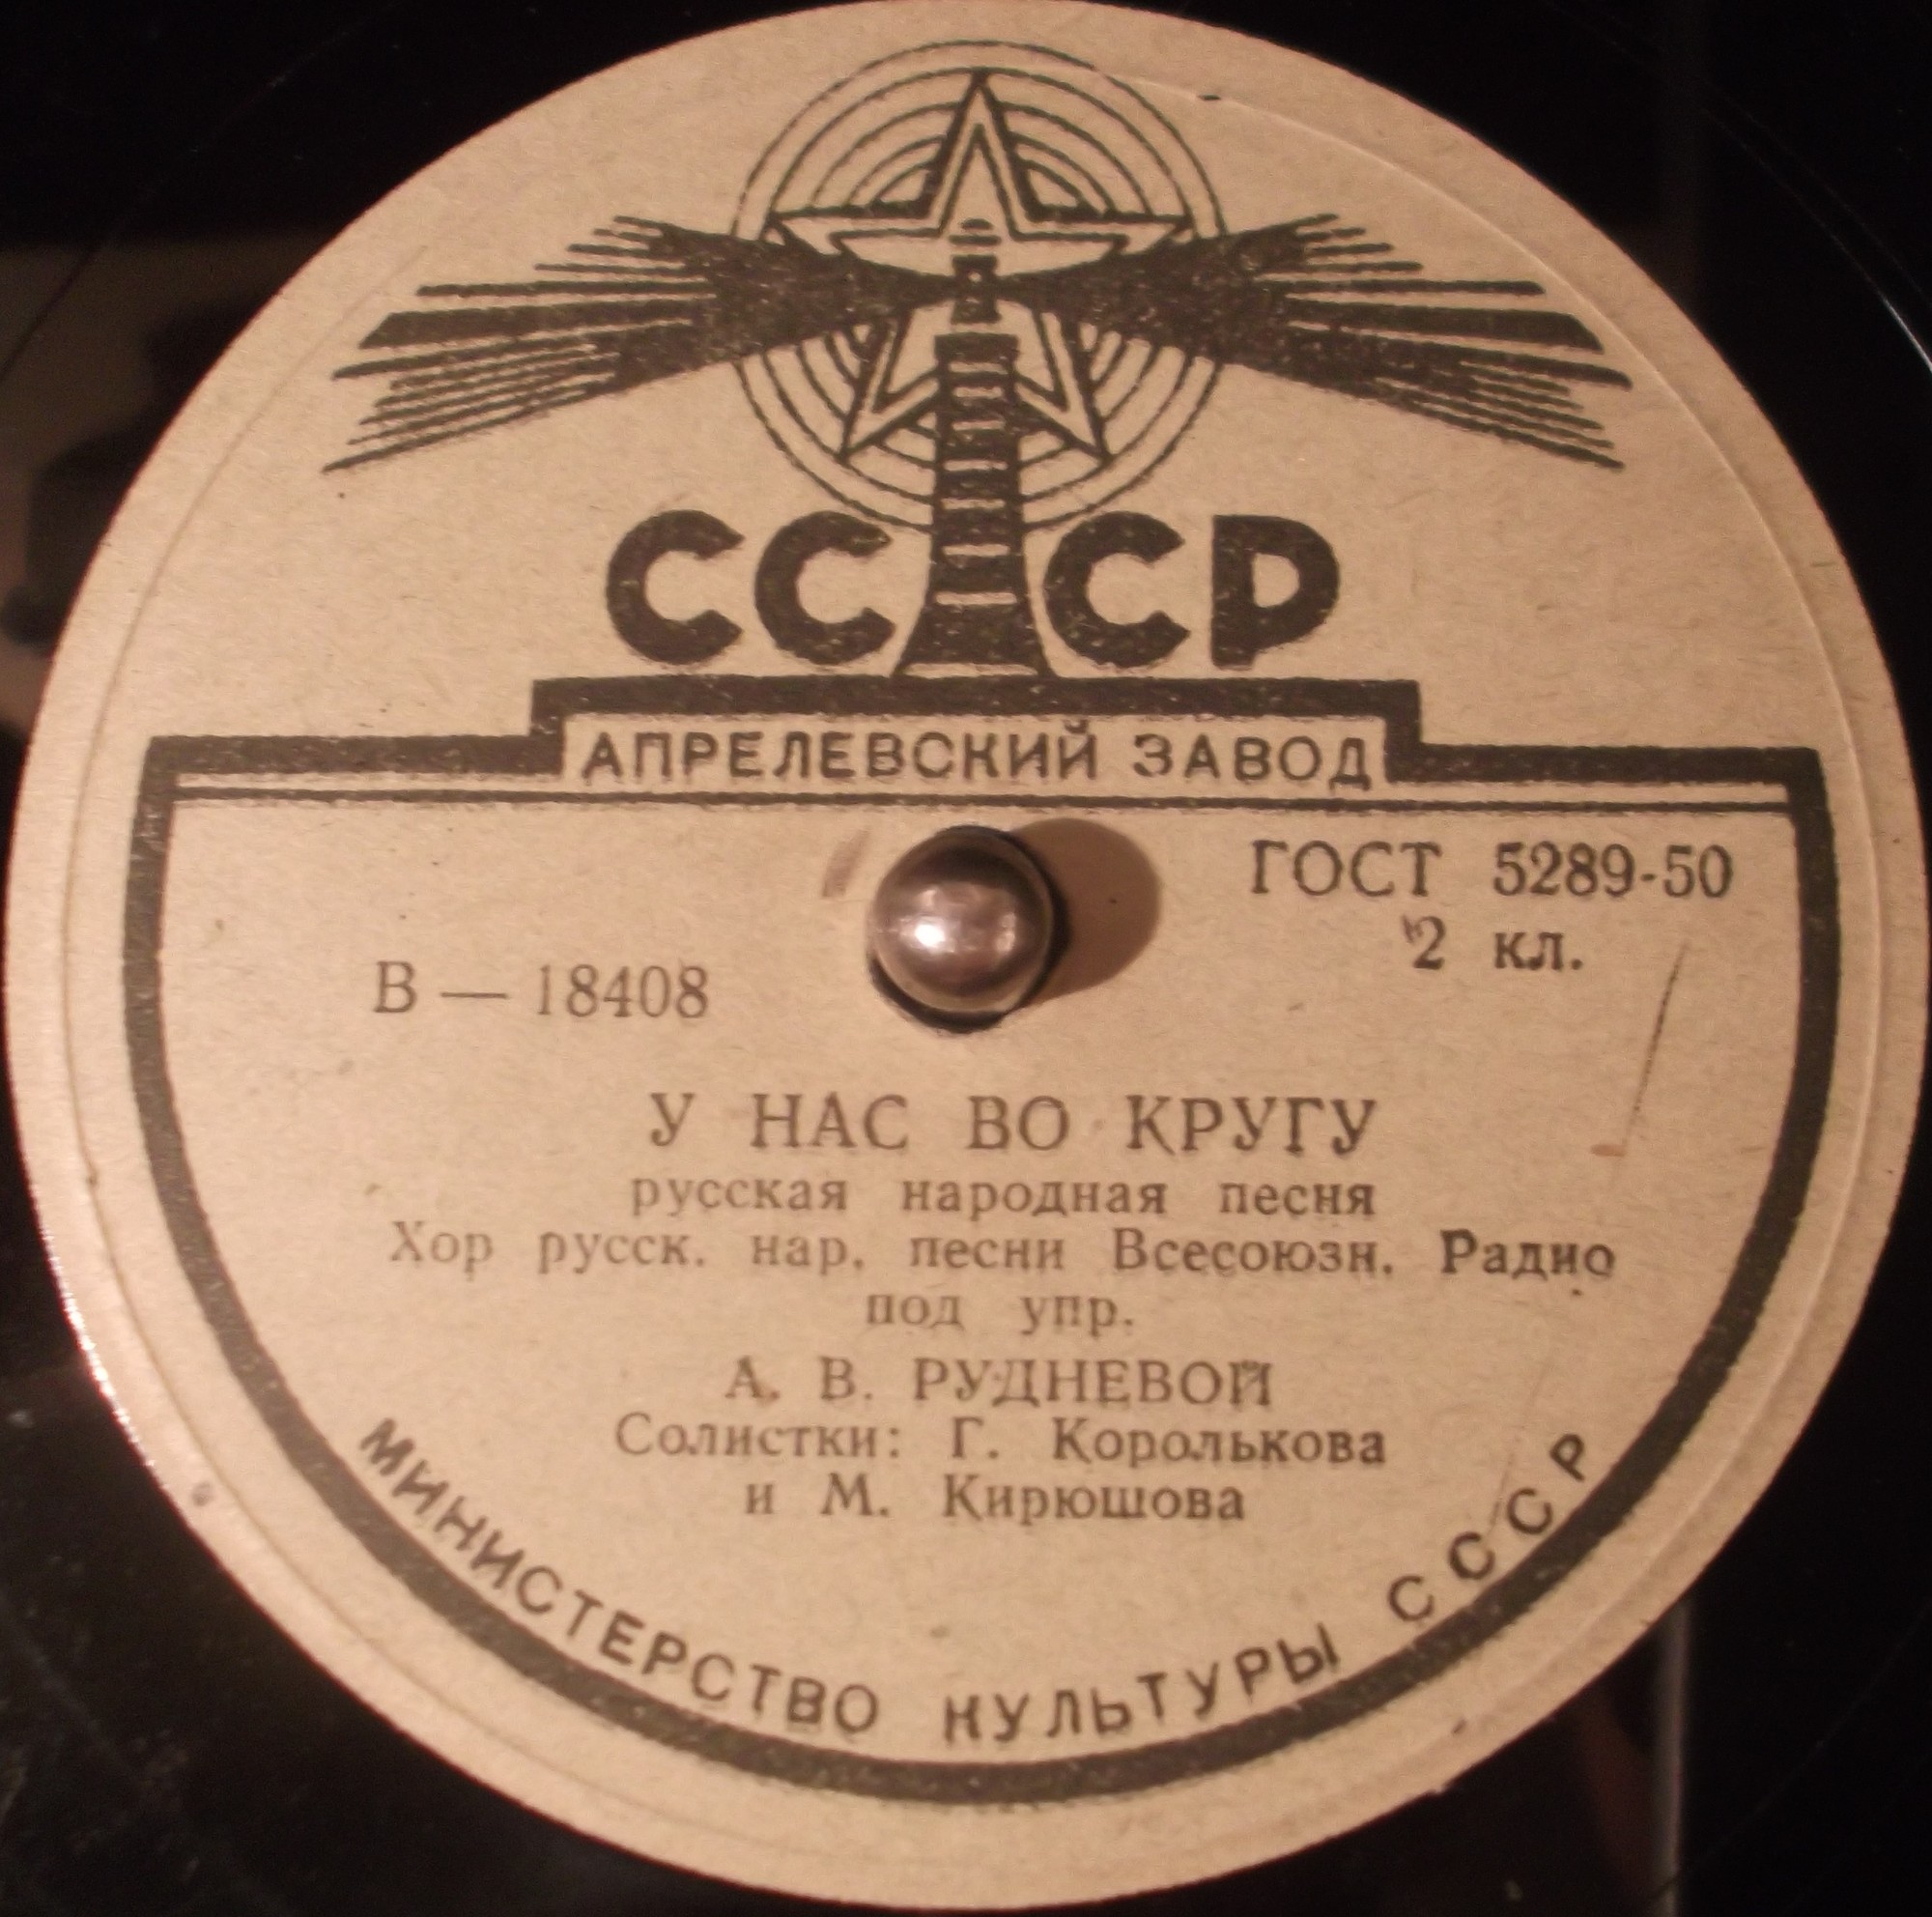 СССР
АПРЕЛЕВСКИЙ ЗАВОД
ГОСТ 5289-50
2 кл.
В — 18408
У НАС ВО КРУГУ
русская народная песня
Хор русск. нар. песни Всесоюзн. Радио
под упр.
А. В. РУДНЕВОЙ
Солистки: Г. Королькова
и М. Кирюшова
МИНИСТЕРСТВО КУЛЬТУРЫ СССР